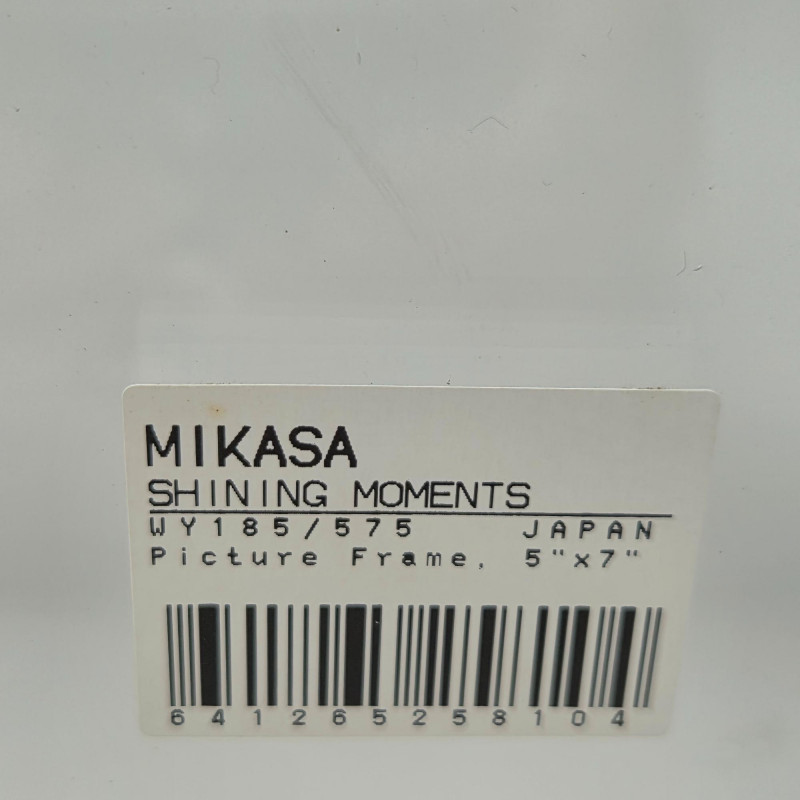 MIKASA
SHINING MOMENTS
WY185/575 JAPAN
Picture Frame, 5"x7"
641265258104